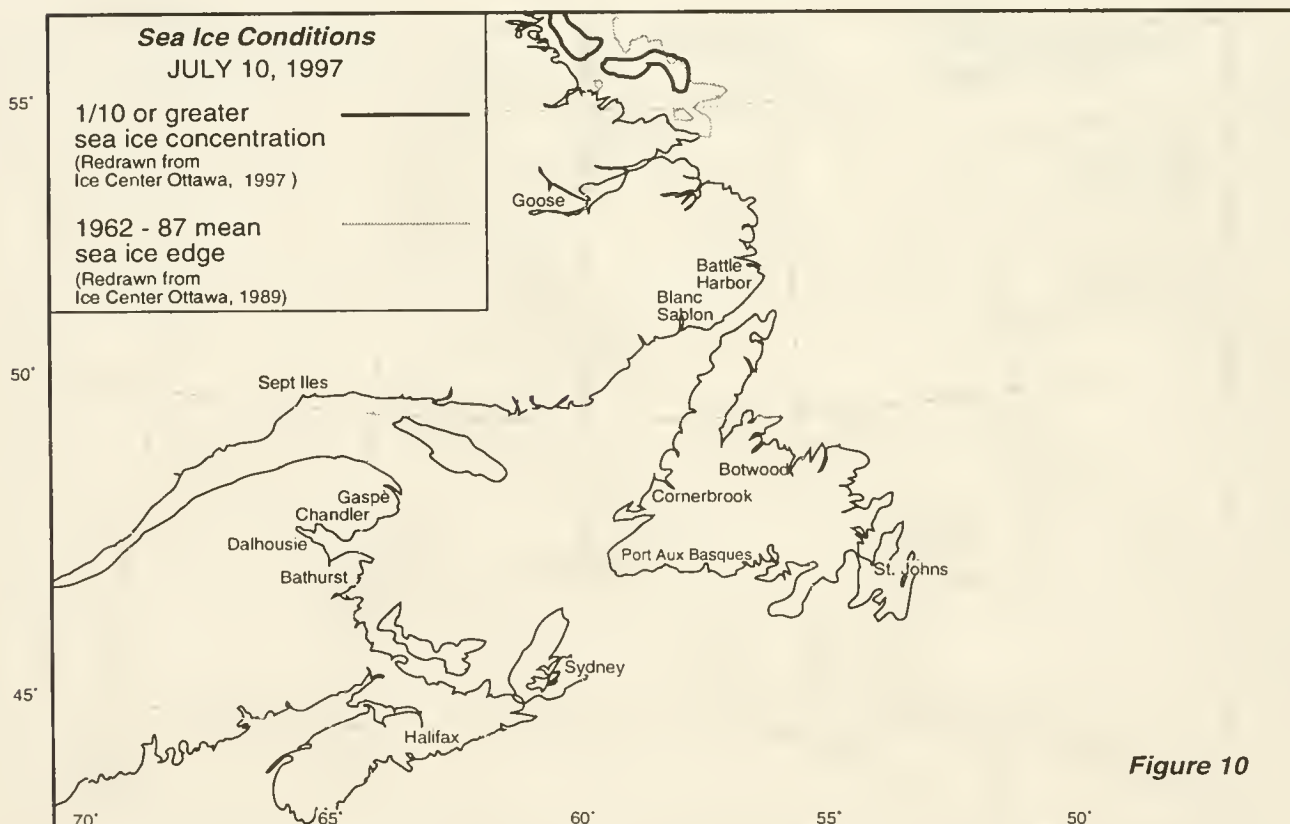 Sea Ice Conditions
JULY 10, 1997
1/10 or greater
sea ice concentration
(Redrawn from
Ice Center Ottawa, 1997 )
1962 - 87 mean
sea ice edge
(Redrawn from
Ice Center Ottawa, 1989)
55°
Goose
Battle
Harbor
Blanc
Sablon
50°
Sept Iles
Botwood
Cornerbrook
Gaspè
Chandler
Dalhousie
Port Aux Basques
Bathurst
St. Johns
Sydney
45°
Halifax
Figure 10
70°
65°
60°
55°
50°